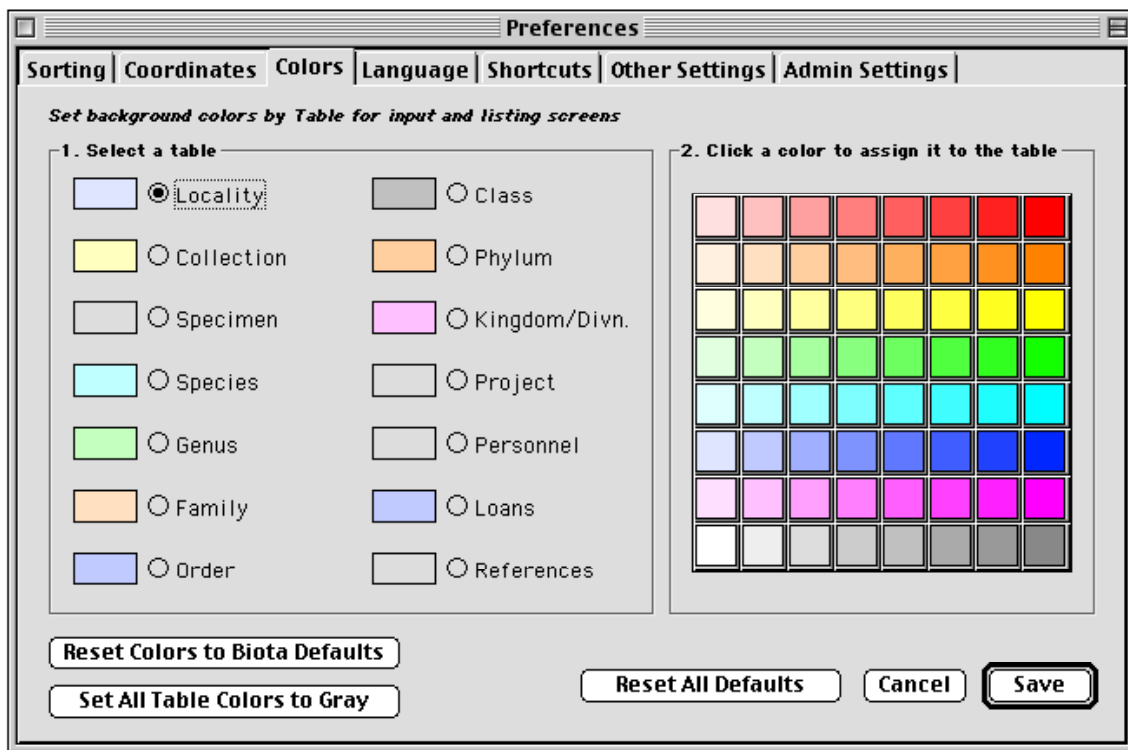 Preferences
Sorting Coordinates Colors Language Shortcuts Other Settings Admin Settings
Set background colors by Table for input and listing screens
1. Select a table
Locality
Collection
Specimen
Species
Genus
Family
Order
Class
Phylum
Kingdom/Divn.
Project
Personnel
Loans
References
2. Click a color to assign it to the table
Reset Colors to Biota Defaults
Set All Table Colors to Gray
Reset All Defaults Cancel Save